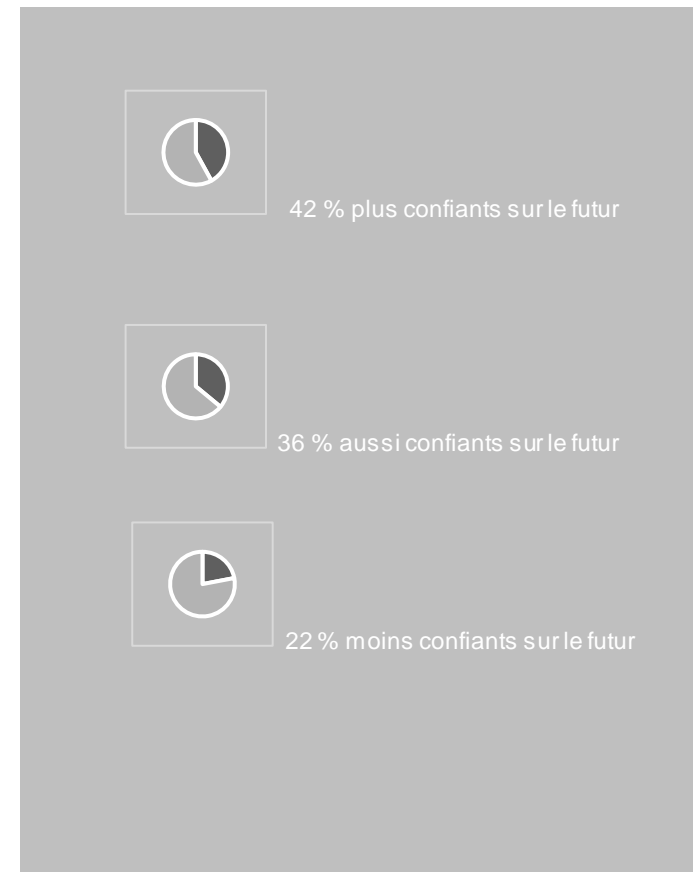 42 % plus confiants sur le futur
36 % aussi confiants sur le futur
22 % moins confiants sur le futur